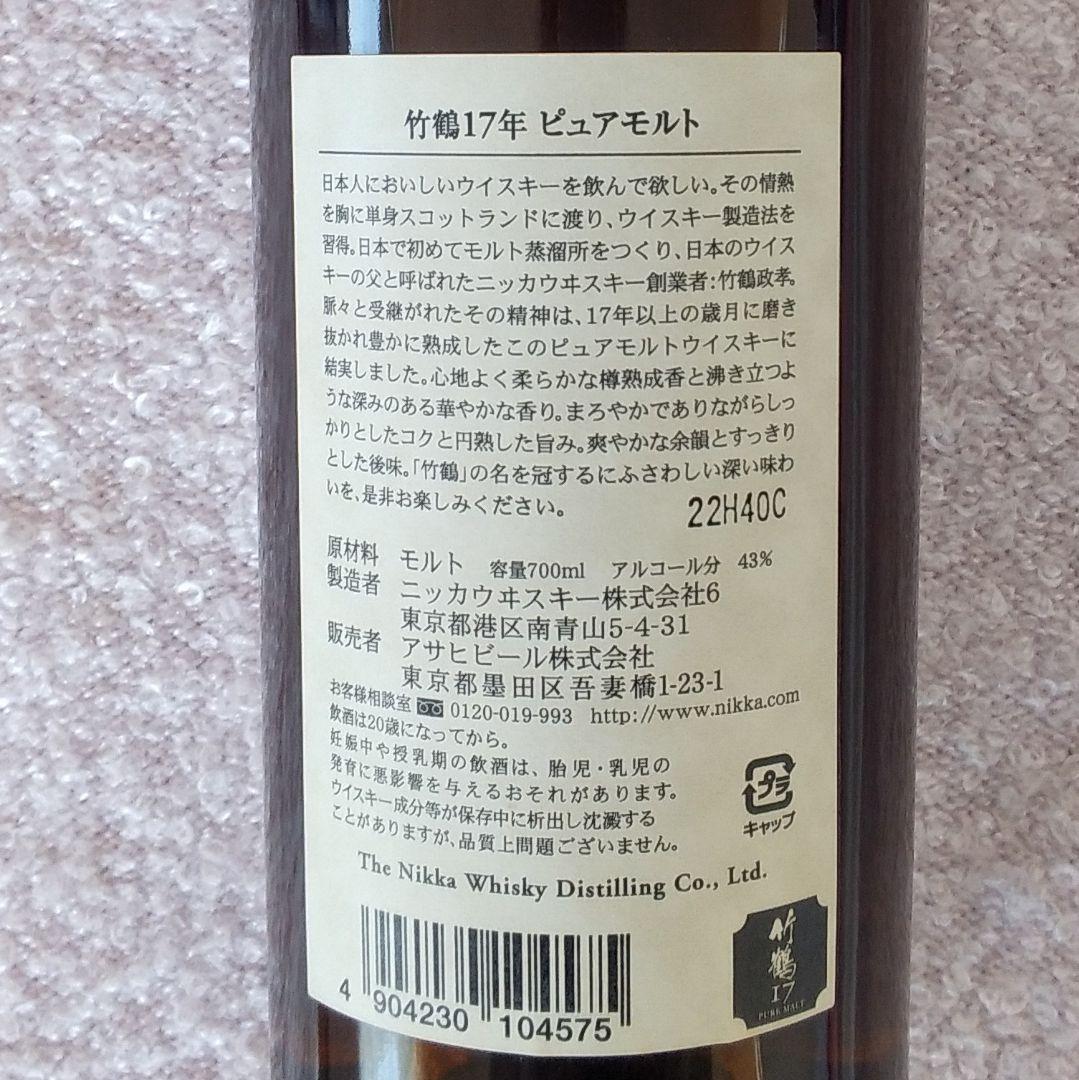 竹鶴17年 ピュアモルト
日本人においしいウイスキーを飲んで欲しい。その情熱
を胸に単身スコットランドに渡り、ウイスキー製造法を
習得。日本で初めてモルト蒸溜所をつくり、日本のウイス
キーの父と呼ばれたニッカウヰスキー創業者:竹鶴政孝。
脈々と受継がれたその精神は、17年以上の歳月に磨き
抜かれ豊かに熟成したこのピュアモルトウイスキーに
結実しました。心地よく柔らかな樽熟成香と沸き立つよ
うな深みのある華やかな香り。まろやかでありながらしっ
かりとしたコクと円熟した旨み。爽やかな余韻とすっきり
とした後味。「竹鶴」の名を冠するにふさわしい深い味わ
いを、是非お楽しみください。
22H40C
原材料 モルト 容量700ml アルコール分 43%
製造者 ニッカウヰスキー株式会社6
東京都港区南青山5-4-31
販売者 アサヒビール株式会社
東京都墨田区吾妻橋1-23-1
お客様相談室 0120-019-993 http://www.nikka.com
飲酒は20歳になってから。
妊娠中や授乳期の飲酒は、胎児・乳児の
発育に悪影響を与えるおそれがあります。
ウイスキー成分等が保存中に析出し沈澱する
ことがありますが、品質上問題ございません。
プラ
キャップ
The Nikka Whisky Distilling Co., Ltd.
4 904230 104575
竹鶴
17
PURE MALT